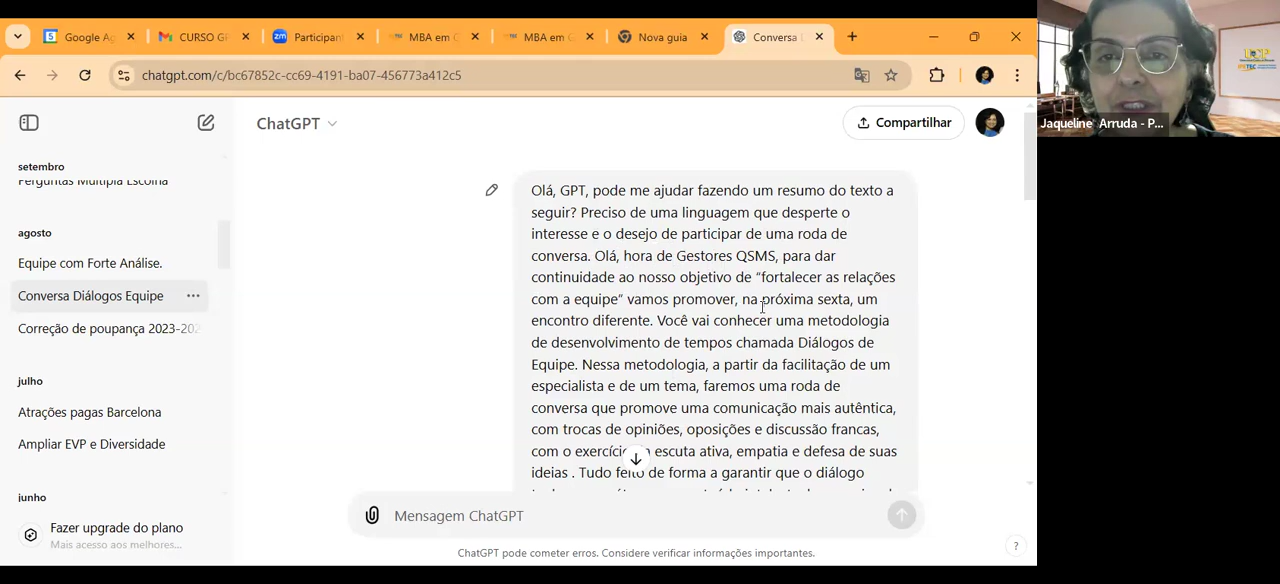 Google Ag
CURSO GP
Participan
MBA em C
MBA em G
Nova guia
Conversa D
chatgpt.com/c/bc67852c-cc69-4191-ba07-456773a412c5
Jaqueline Arruda - P...
ChatGPT
Compartilhar
setembro
Perguntas Múltipla Escolha
agosto
Equipe com Forte Análise.
Conversa Diálogos Equipe
Correção de poupança 2023-202
julho
Atrações pagas Barcelona
Ampliar EVP e Diversidade
junho
Fazer upgrade do plano
Mais acesso aos melhores...
Olá, GPT, pode me ajudar fazendo um resumo do texto a
seguir? Preciso de uma linguagem que desperte o
interesse e o desejo de participar de uma roda de
conversa. Olá, hora de Gestores QSMS, para dar
continuidade ao nosso objetivo de “fortalecer as relações
com a equipe” vamos promover, na próxima sexta, um
encontro diferente. Você vai conhecer uma metodologia
de desenvolvimento de tempos chamada Diálogos de
Equipe. Nessa metodologia, a partir da facilitação de um
especialista e de um tema, faremos uma roda de
conversa que promove uma comunicação mais autêntica,
com trocas de opiniões, oposições e discussão francas,
com o exercício escuta ativa, empatia e defesa de suas
ideias . Tudo feito de forma a garantir que o diálogo
Mensagem ChatGPT
ChatGPT pode cometer erros. Considere verificar informações importantes.
?